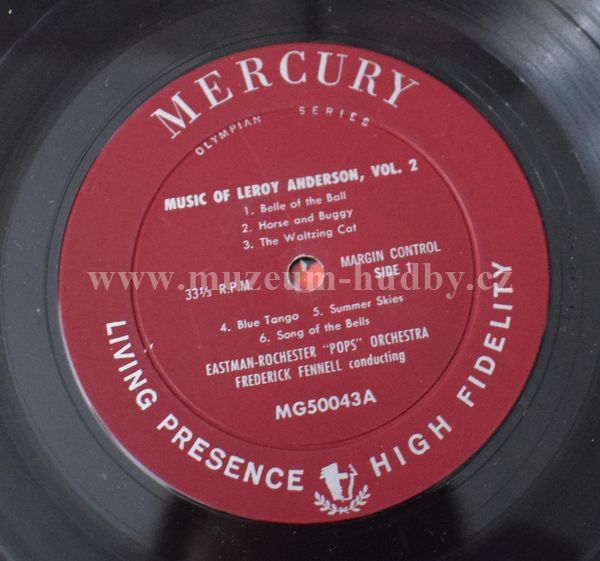 MERCURY
OLYMPIAN SERIES
MUSIC OF LEROY ANDERSON, VOL. 2
1. Belle of the Ball
2. Horse and Buggy
3. The Waltzing Cat
33⅓ R.P.M.
MARGIN CONTROL
SIDE 1
www.muzeum-hudby.cz
4. Blue Tango 5. Summer Skies
6. Song of the Bells
EASTMAN-ROCHESTER "POPS" ORCHESTRA
FREDERICK FENNELL conducting
MG50043A
LIVING PRESENCE HIGH FIDELITY